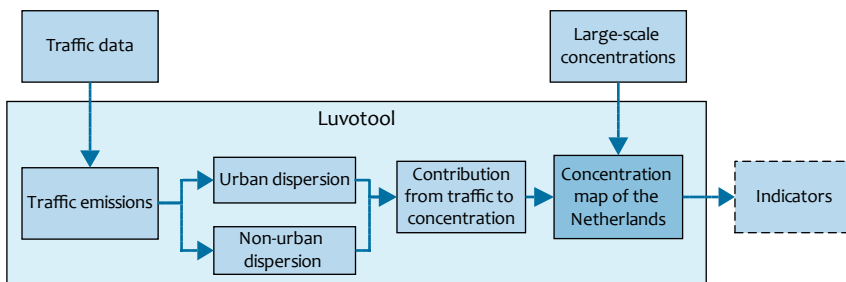 Traffic data
Large-scale
concentrations
Luvotool
Traffic emissions
Urban dispersion
Non-urban
dispersion
Contribution
from traffic to
concentration
Concentration
map of the
Netherlands
Indicators